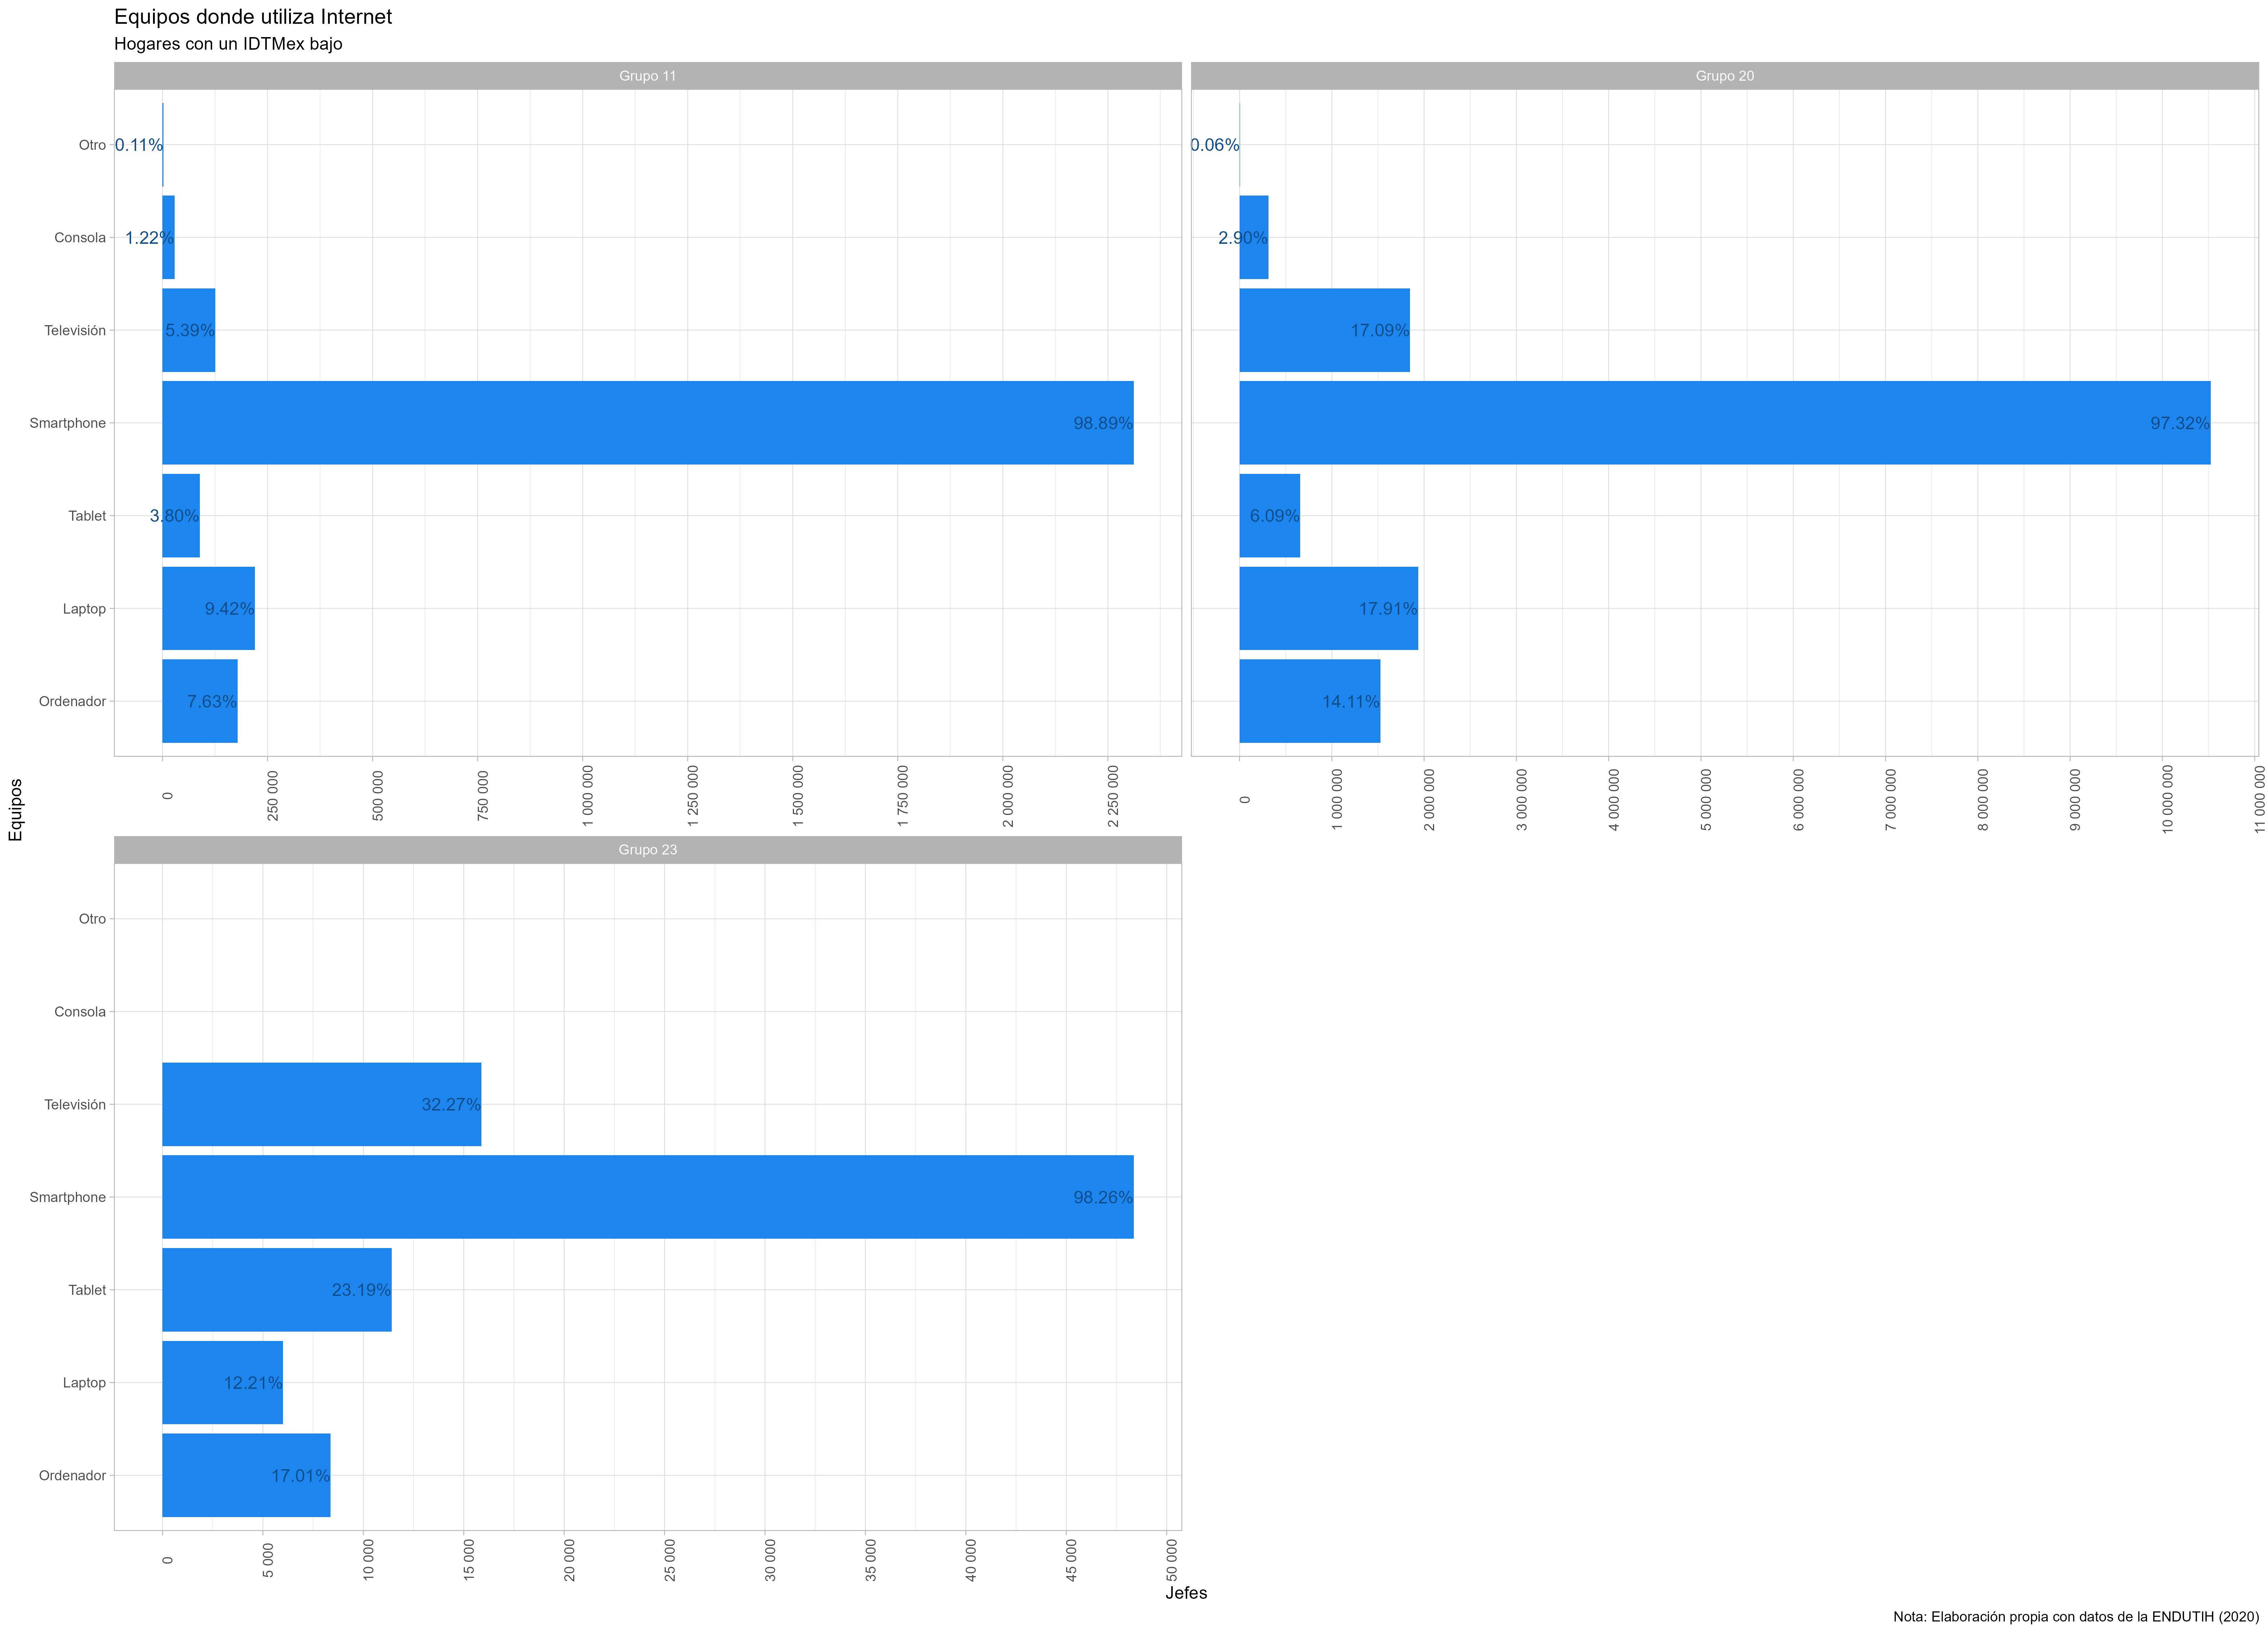 Equipos donde utiliza Internet
Hogares con un IDTMex bajo
Grupo 11
Otro
0.11%
Consola
1.22%
Televisión
5.39%
Smartphone
98.89%
Tablet
3.80%
Laptop
9.42%
Ordenador
7.63%
0
250 000
500 000
750 000
1 000 000
1 250 000
1 500 000
1 750 000
2 000 000
2 250 000
Grupo 20
0.06%
2.90%
17.09%
97.32%
6.09%
17.91%
14.11%
0
1 000 000
2 000 000
3 000 000
4 000 000
5 000 000
6 000 000
7 000 000
8 000 000
9 000 000
10 000 000
11 000 000
Equipos
Grupo 23
Otro
Consola
Televisión
32.27%
Smartphone
98.26%
Tablet
23.19%
Laptop
12.21%
Ordenador
17.01%
0
5 000
10 000
15 000
20 000
25 000
30 000
35 000
40 000
45 000
50 000
Jefes
Nota: Elaboración propia con datos de la ENDUTIH (2020)